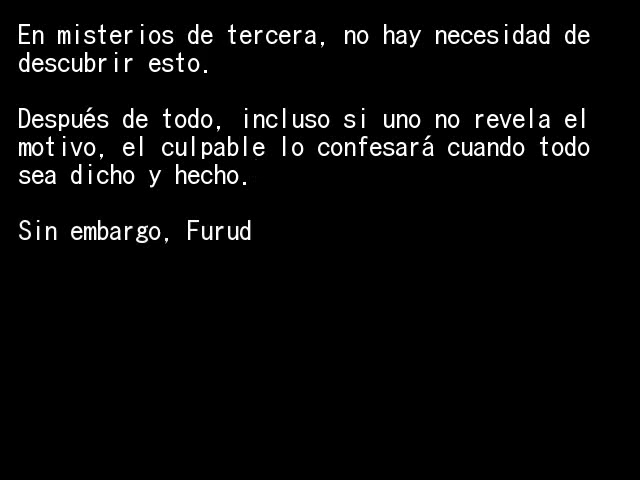 En misterios de tercera, no hay necesidad de
descubrir esto.
Después de todo, incluso si uno no revela el
motivo, el culpable lo confesará cuando todo
sea dicho y hecho.
Sin embargo, Furud